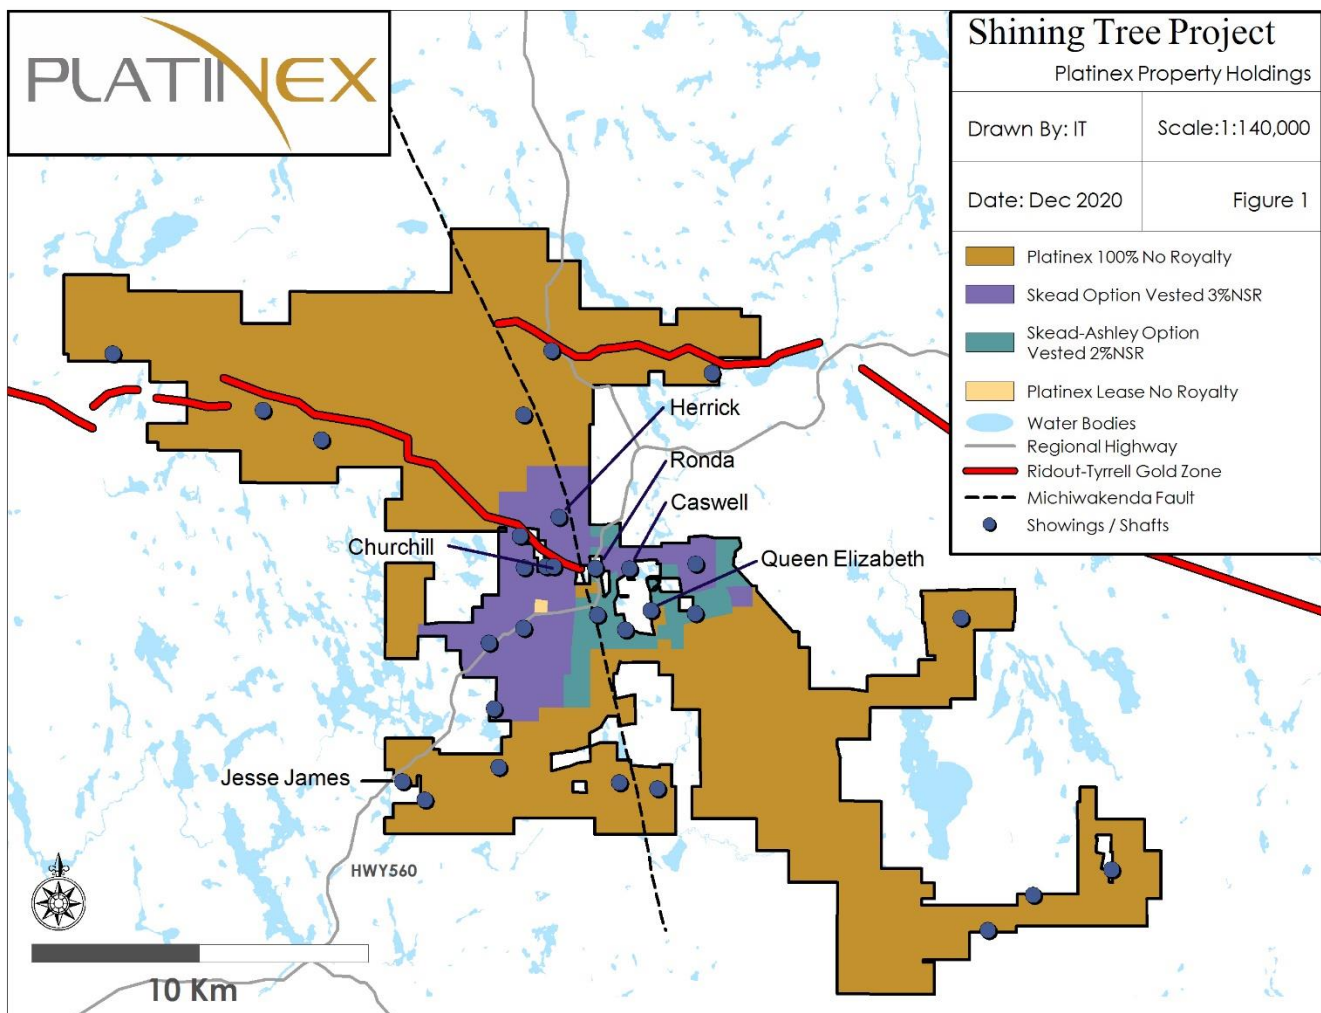 PLATINEX
Shining Tree Project
Platinex Property Holdings
Drawn By: IT
Scale:1:140,000
Date: Dec 2020
Figure 1
Platinex 100% No Royalty
Skead Option Vested 3%NSR
Skead-Ashley Option
Vested 2%NSR
Platinex Lease No Royalty
Water Bodies
Regional Highway
Ridout-Tyrrell Gold Zone
Michiwakenda Fault
Showings / Shafts
Herrick
Ronda
Caswell
Churchill
Queen Elizabeth
Jesse James
HWY560
10 Km